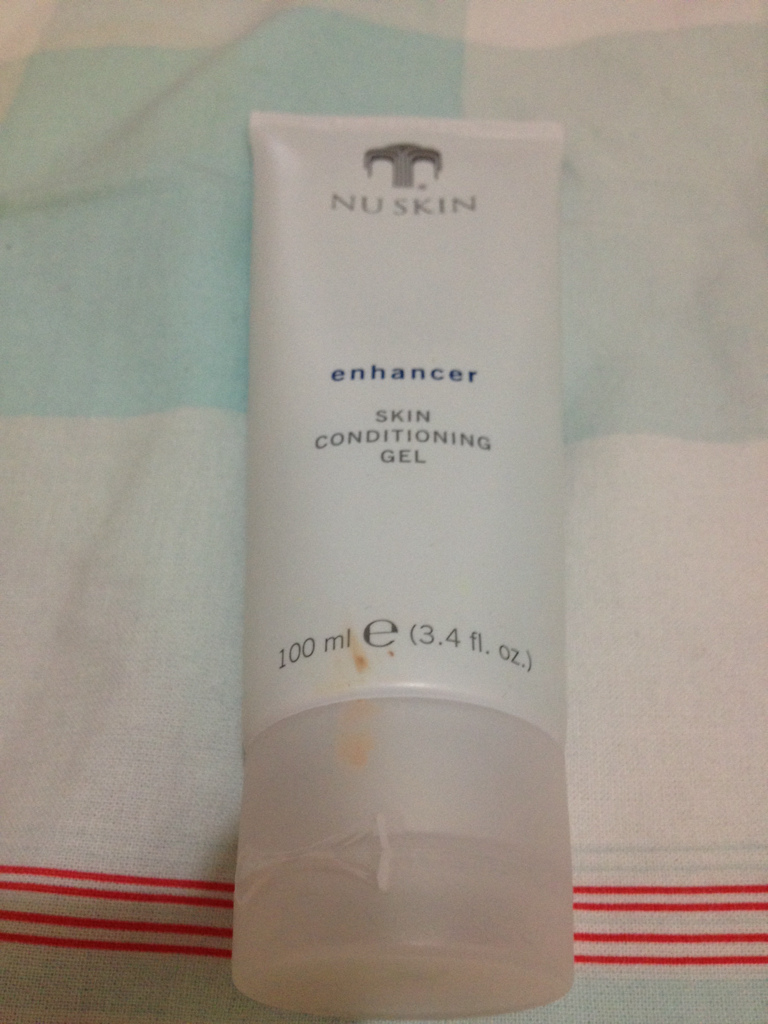 NU SKIN
enhancer
SKIN
CONDITIONING
GEL
100 ml ℮ (3.4 fl. oz.)